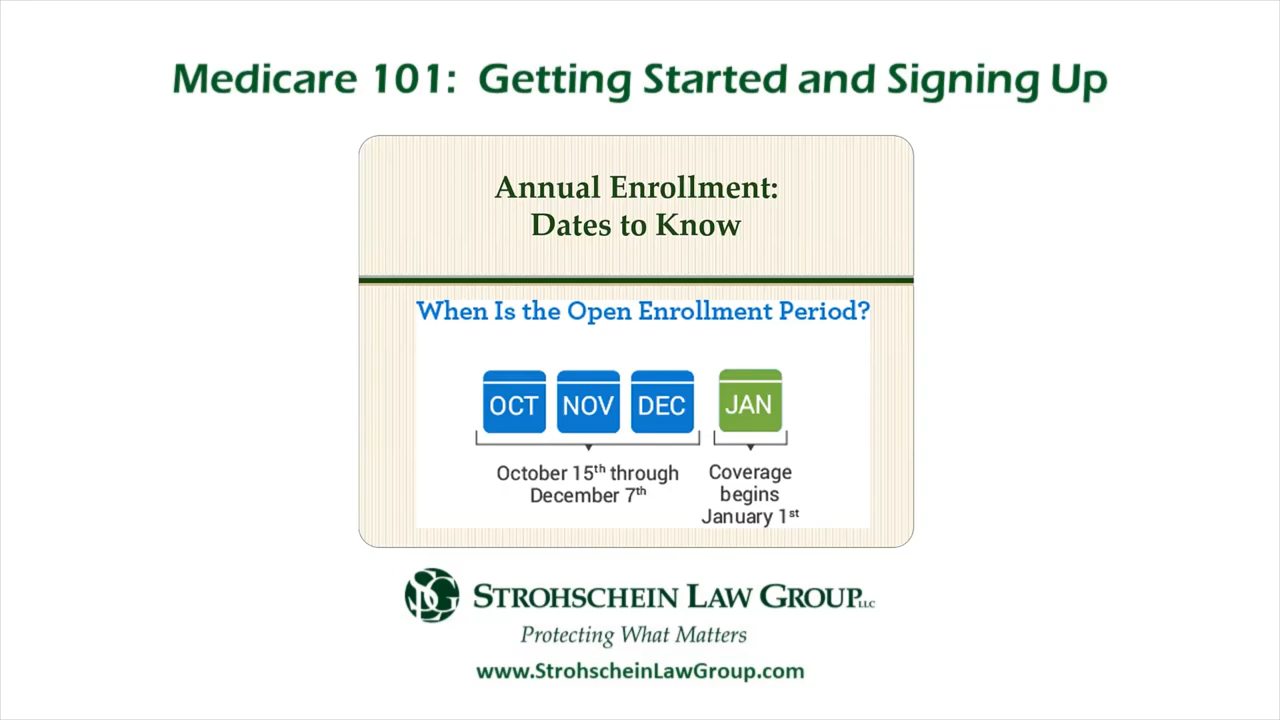 Medicare 101: Getting Started and Signing Up
Annual Enrollment:
Dates to Know
When Is the Open Enrollment Period?
OCT NOV DEC JAN
October 15th through
December 7th
Coverage
begins
January 1st
SLG
STROHSCHEIN LAW GROUP, LLC
Protecting What Matters
www.StrohscheinLawGroup.com